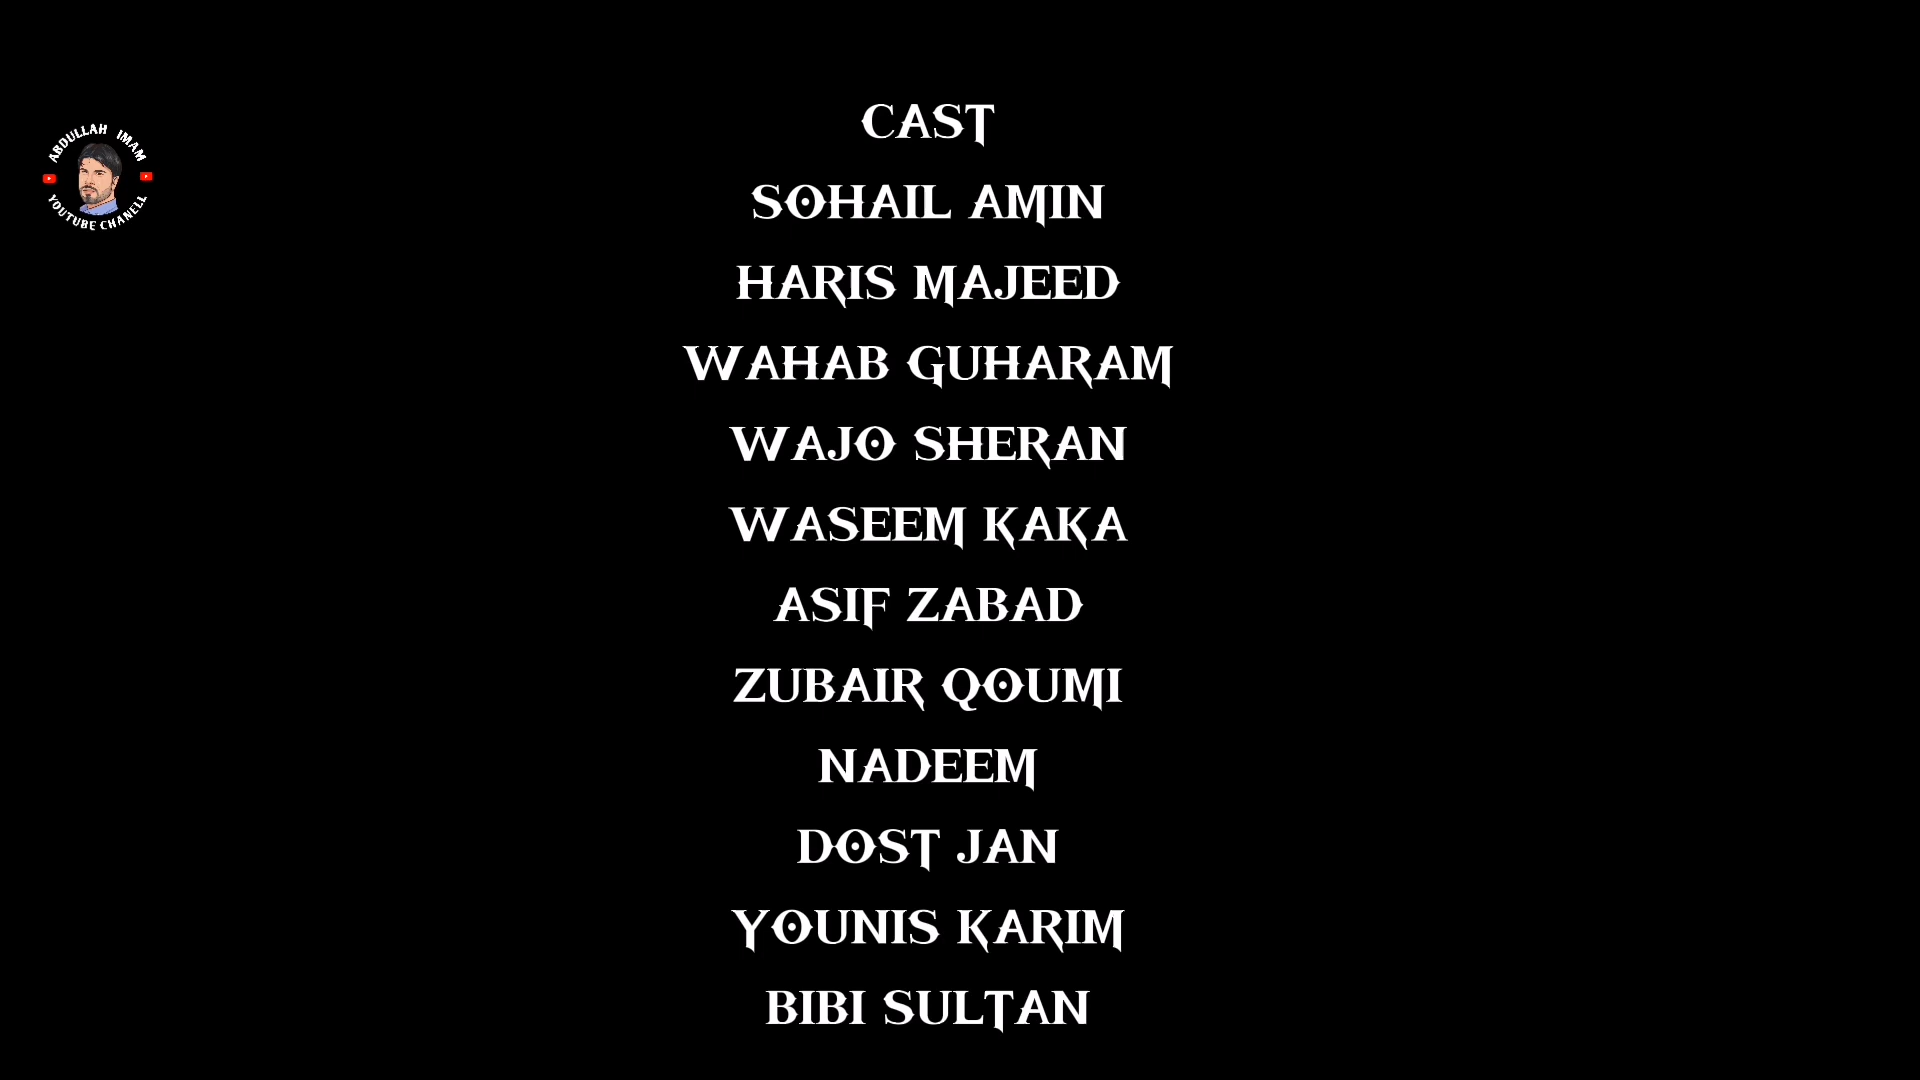 ABDULLAH IMAM
YOUTUBE CHANELL
CAST
SOHAIL AMIN
HARIS MAJEED
WAHAB GUHARAM
WAJO SHERAN
WASEEM KAKA
ASIF ZABAD
ZUBAIR QOUMI
NADEEM
DOST JAN
YOUNIS KARIM
BIBI SULTAN